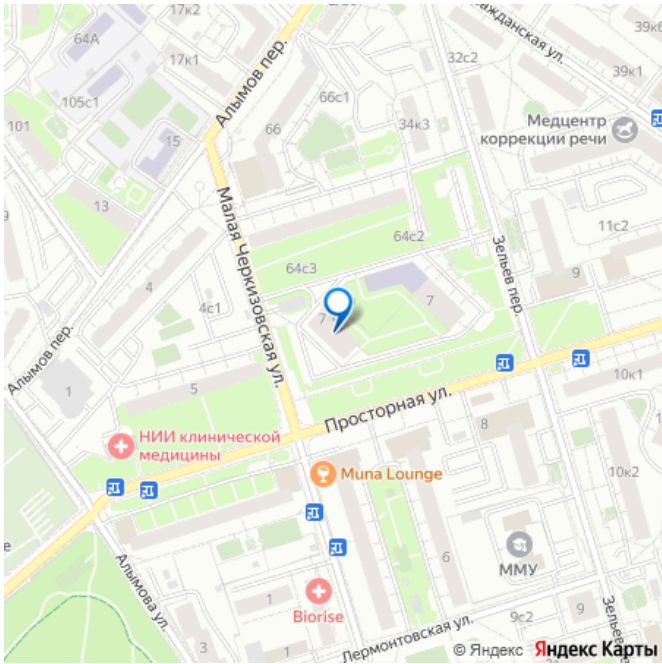 17к2
64А
17к1
Алымов пер.
32с2
39к1
41к
105с1
66с1
101
15
66
34к3
Медцентр
коррекции речи
13
Малая Черкизовская ул.
64с2
11с2
64с3
Зельев пер.
9
4
4с1
7
7
Алымов пер.
1
5
10к1
Просторная ул.
8
НИИ клинической
медицины
Muna Lounge
10к2
6
ММУ
Алымова ул.
1
Biorise
3
9с2
9
Зельев
Лермонтовская ул.
© Яндекс Яндекс Карты